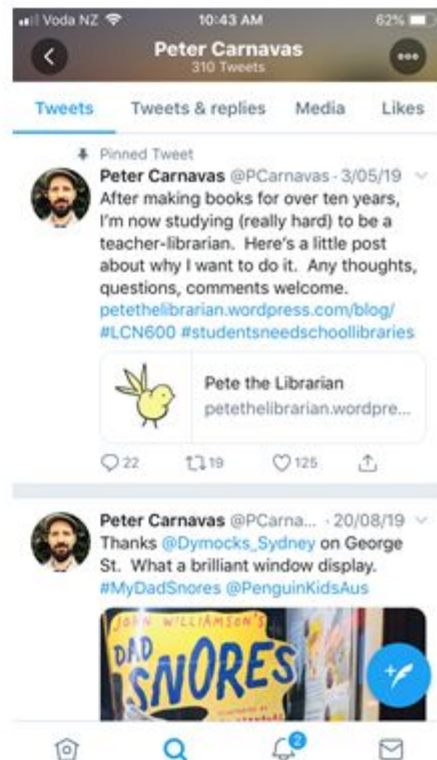 Voda NZ 10:43 AM 62%
Peter Carnavas
310 Tweets
Tweets Tweets & replies Media Likes
Pinned Tweet
Peter Carnavas @PCarnavas · 3/05/19
After making books for over ten years,
I'm now studying (really hard) to be a
teacher-librarian. Here's a little post
about why I want to do it. Any thoughts,
questions, comments welcome.
petethelibrarian.wordpress.com/blog/
#LCN600 #studentsneedschoollibraries
Pete the Librarian
petethelibrarian.wordpre...
22 19 125
Peter Carnavas @PCarna... · 20/08/19
Thanks @Dymocks_Sydney on George
St. What a brilliant window display.
#MyDadSnores @PenguinKidsAus
JOHN WILLIAMSON'S
DAD
SNORES
2